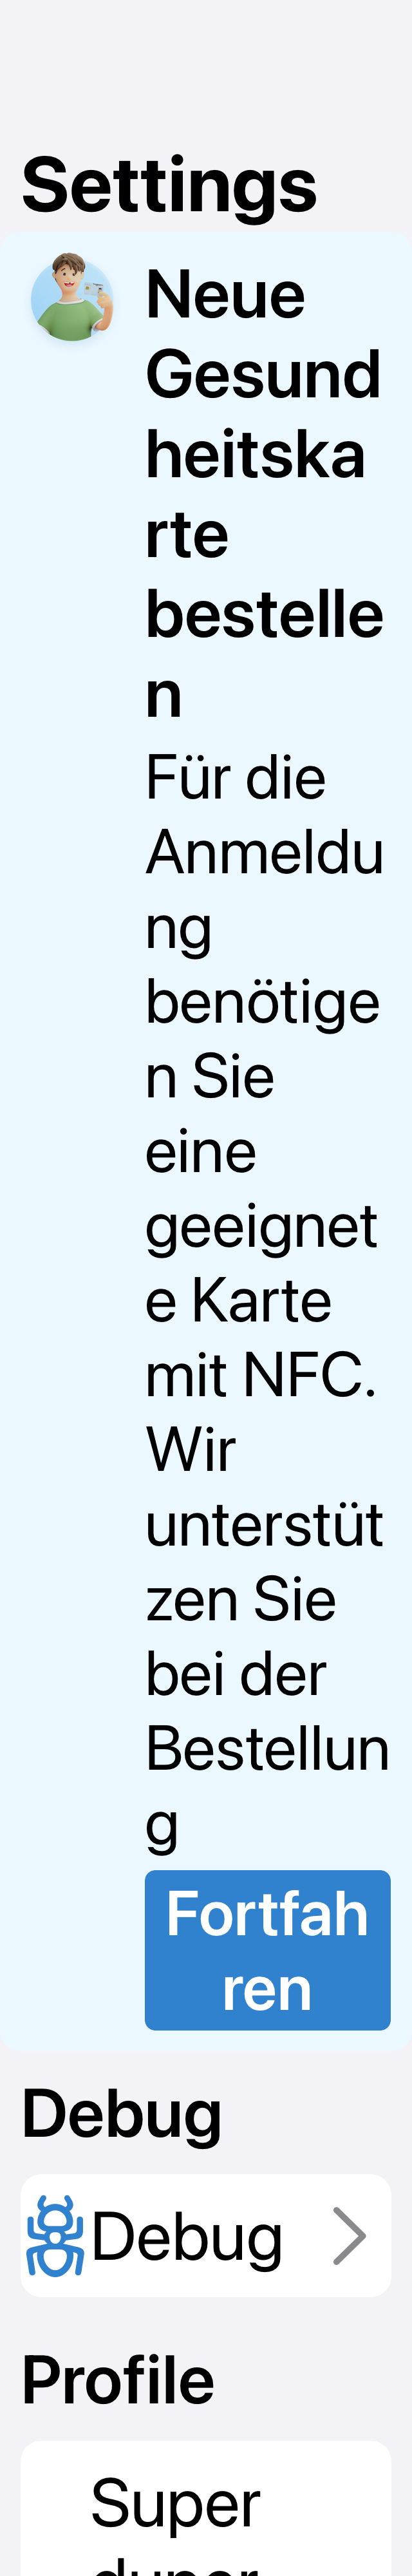 Settings
Neue
Gesund
heitska
rte
bestelle
n
Für die
Anmeldu
ng
benötige
n Sie
eine
geeignet
e Karte
mit NFC.
Wir
unterstüt
zen Sie
bei der
Bestellun
g
Fortfah
ren
Debug
Debug
Profile
Super
duper